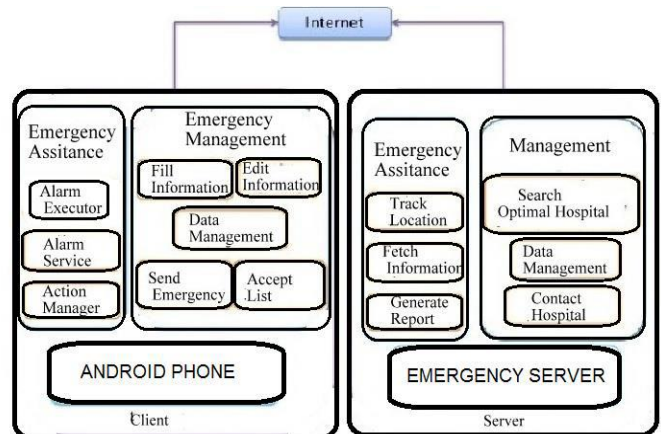 Internet
Emergency
Assitance
Alarm
Executor
Alarm
Service
Action
Manager
Emergency
Management
Fill
Information
Edit
Information
Data
Management
Send
Emergency
Accept
List
ANDROID PHONE
Client
Emergency
Assitance
Track
Location
Fetch
Information
Generate
Report
Management
Search
Optimal Hospital
Data
Management
Contact
Hospital
EMERGENCY SERVER
Server